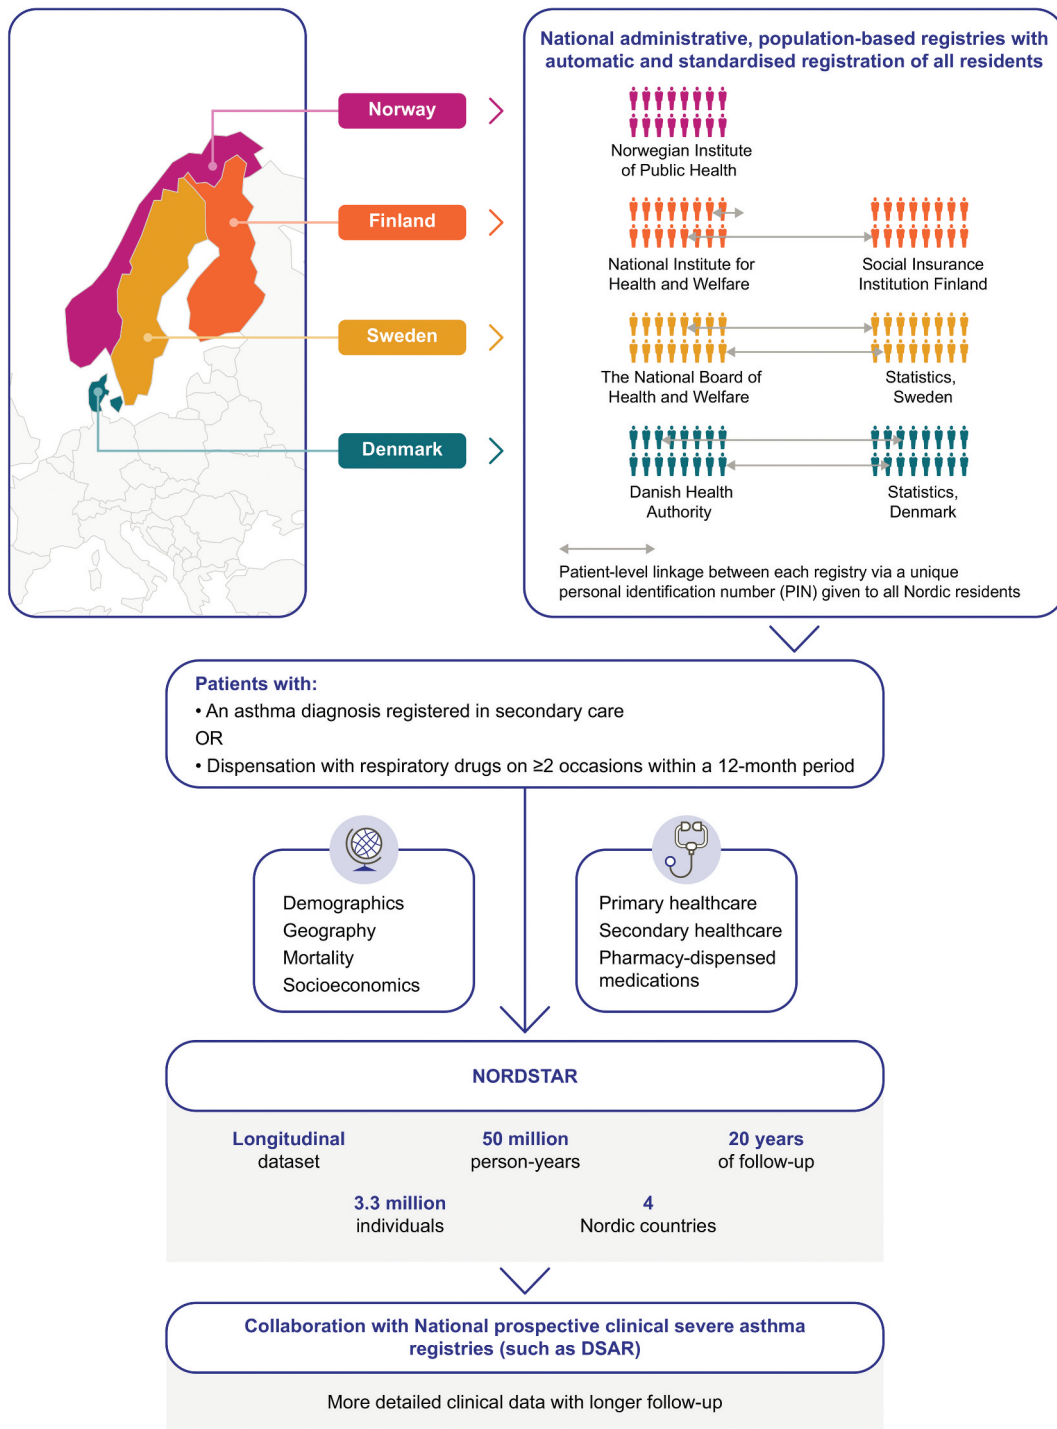 National administrative, population-based registries with
automatic and standardised registration of all residents
Norway
Norwegian Institute
of Public Health
Finland
National Institute for
Health and Welfare
Social Insurance
Institution Finland
Sweden
The National Board of
Health and Welfare
Statistics,
Sweden
Denmark
Danish Health
Authority
Statistics,
Denmark
Patient-level linkage between each registry via a unique
personal identification number (PIN) given to all Nordic residents
Patients with:
• An asthma diagnosis registered in secondary care
OR
• Dispensation with respiratory drugs on ≥2 occasions within a 12-month period
Demographics
Geography
Mortality
Socioeconomics
Primary healthcare
Secondary healthcare
Pharmacy-dispensed
medications
NORDSTAR
Longitudinal
dataset
50 million
person-years
20 years
of follow-up
3.3 million
individuals
4
Nordic countries
Collaboration with National prospective clinical severe asthma
registries (such as DSAR)
More detailed clinical data with longer follow-up